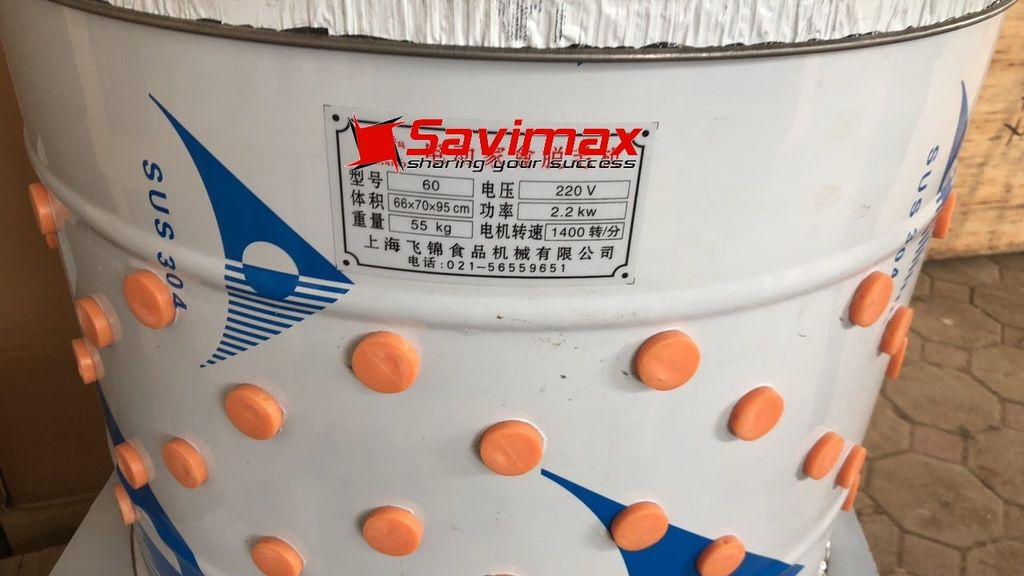 Savimax
sharing your success
型号 60 电压 220 V
体积 66×70×95 cm 功率 2.2 kw
重量 55 kg 电机转速 1400 转/分
上海飞锦食品机械有限公司
电话:021-56559651
SUS 304
SUS 304